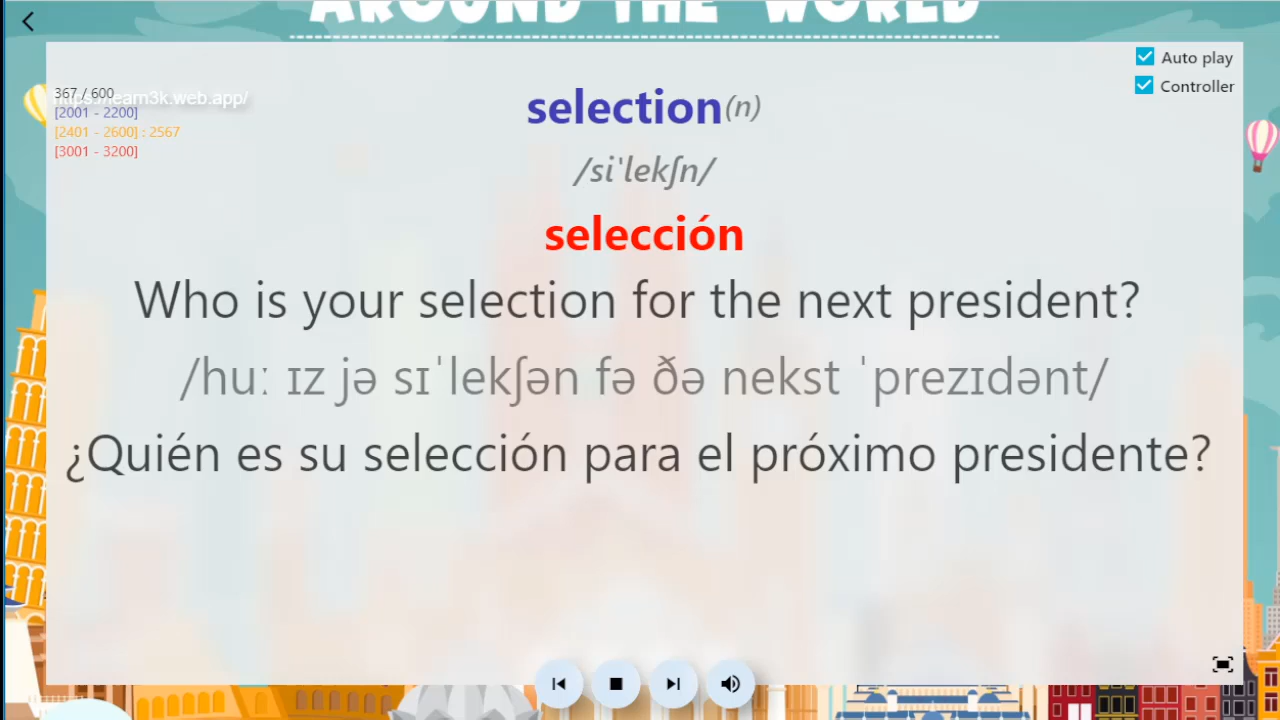 AROUND THE WORLD
Auto play
Controller
367 / 600
https://learn3k.web.app/
[2001 - 2200]
[2401 - 2600] : 2567
[3001 - 3200]
selection(n)
/si'lekʃn/
selección
Who is your selection for the next president?
/huː ɪz jə sɪˈlekʃən fə ðə nekst ˈprezɪdənt/
¿Quién es su selección para el próximo presidente?